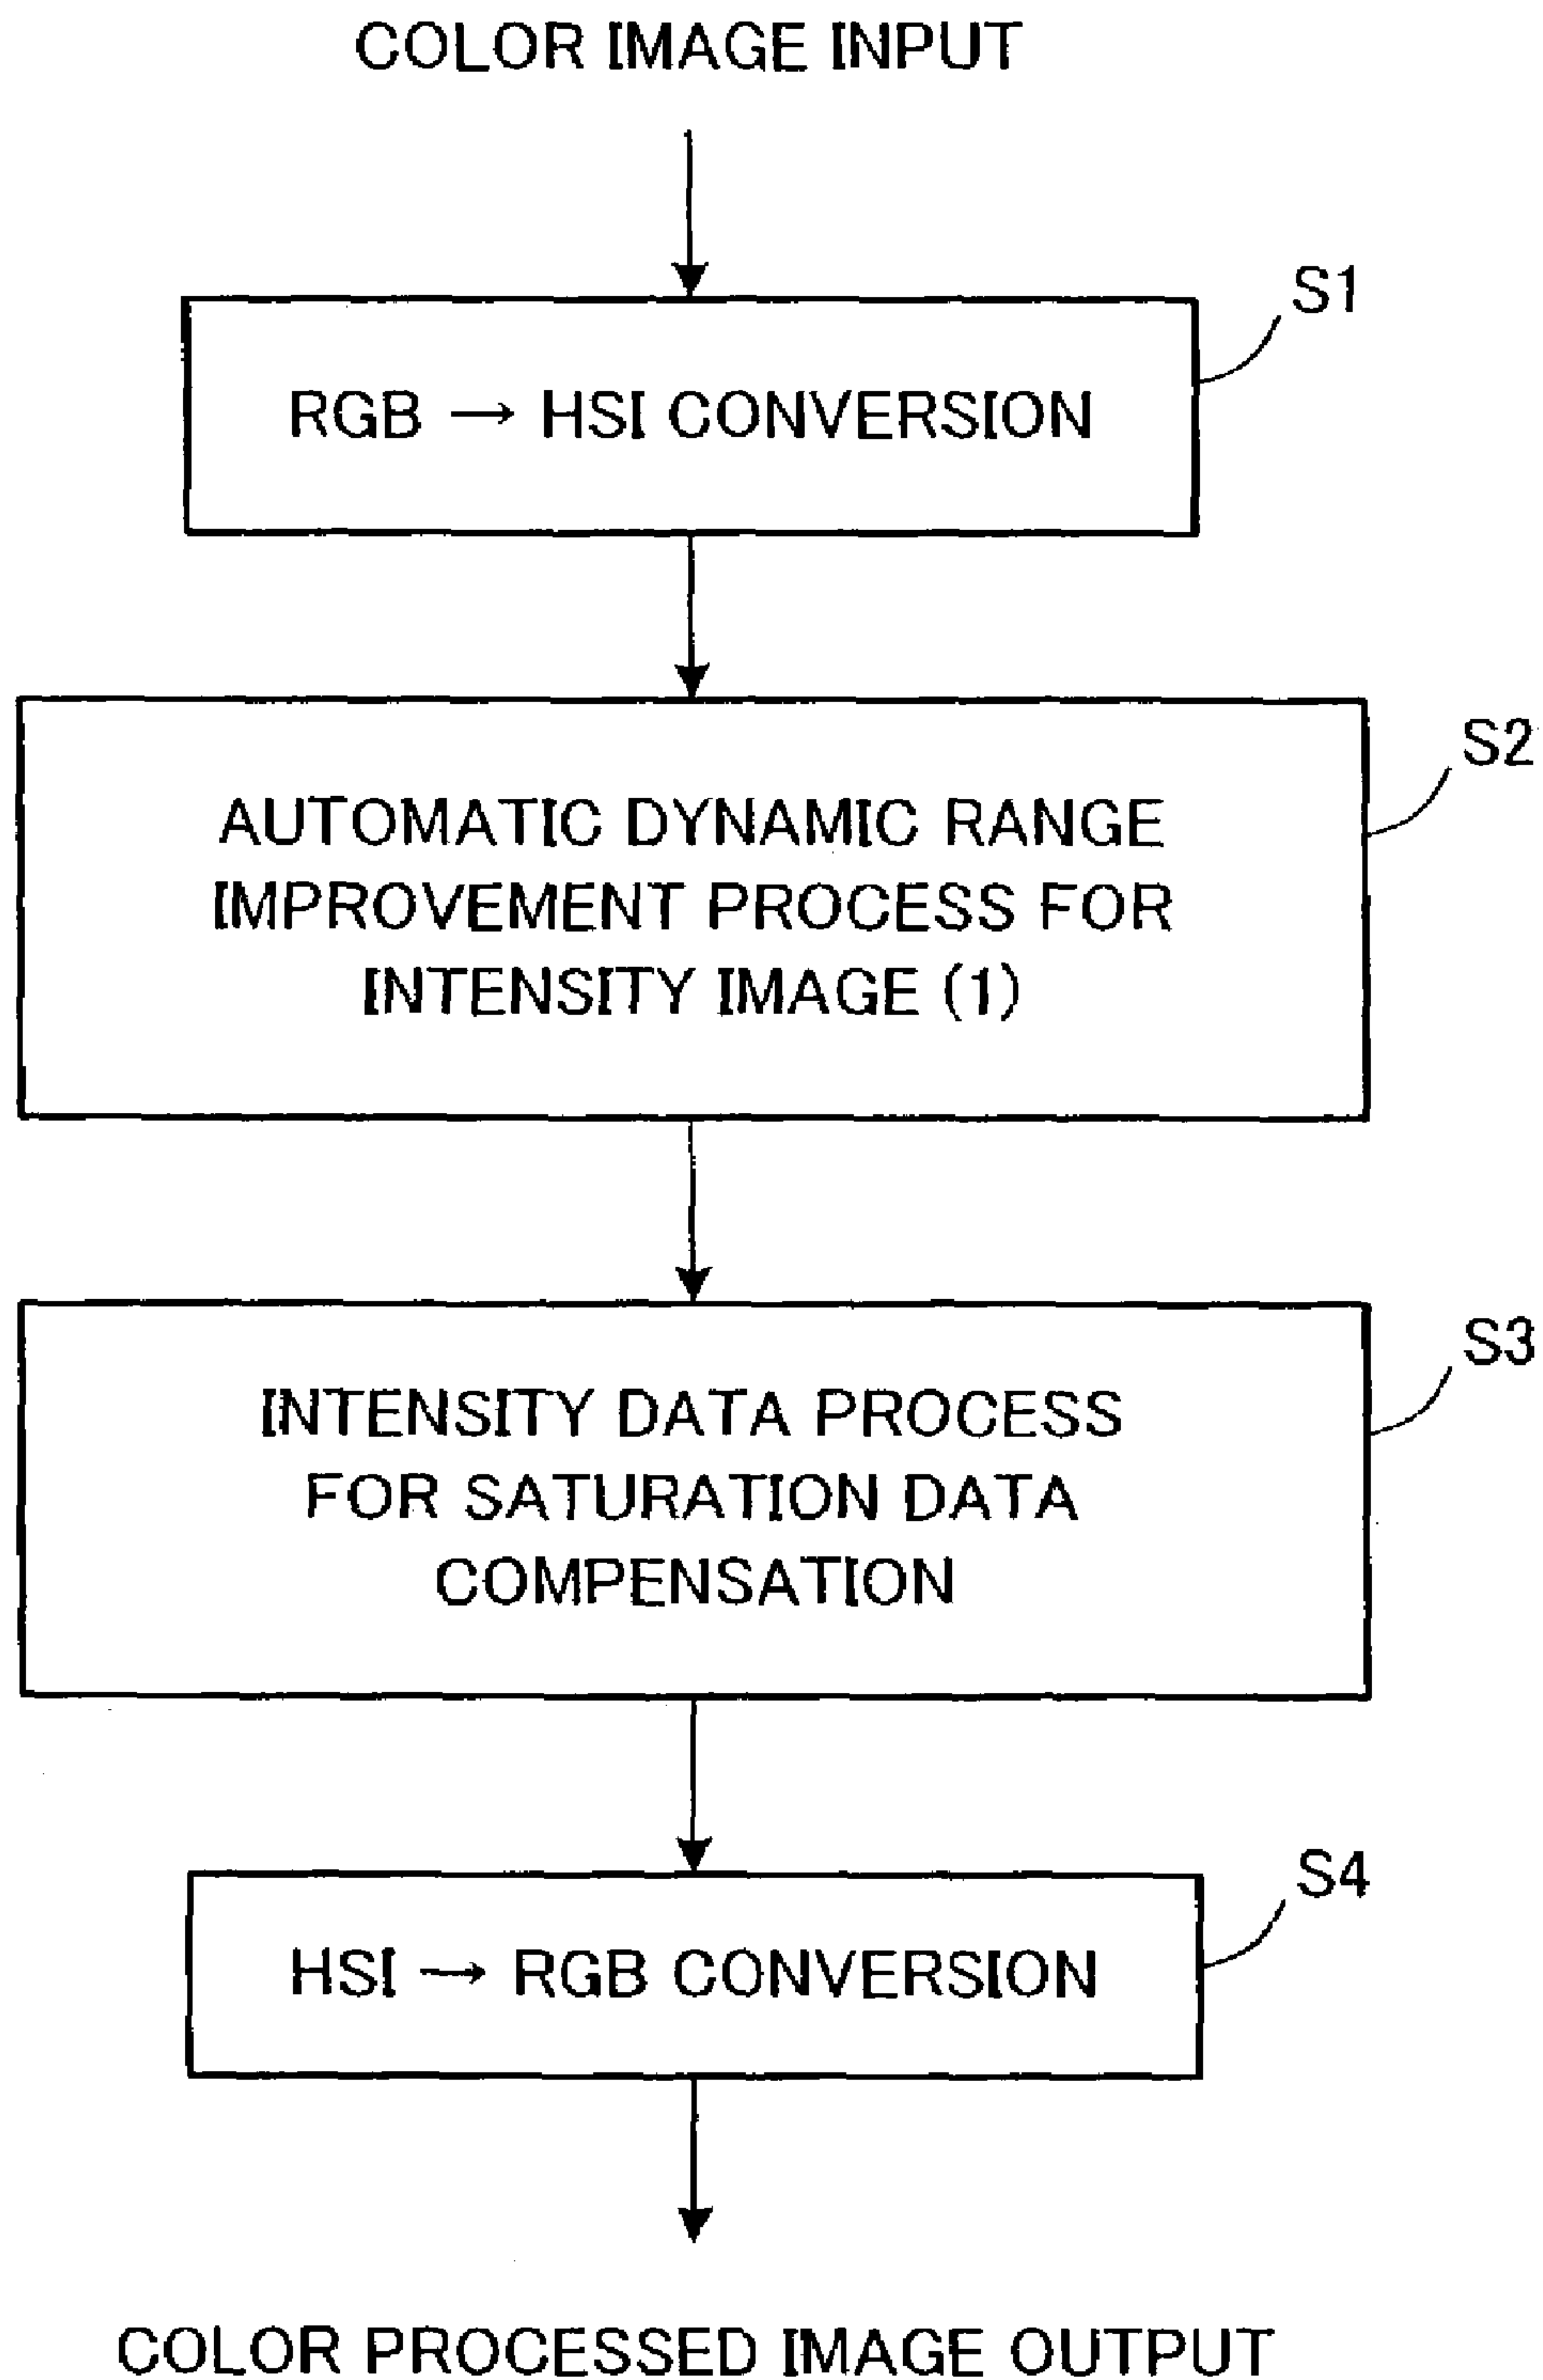 COLOR IMAGE INPUT
S1
RGB → HSI CONVERSION
S2
AUTOMATIC DYNAMIC RANGE
IMPROVEMENT PROCESS FOR
INTENSITY IMAGE (1)
S3
INTENSITY DATA PROCESS
FOR SATURATION DATA
COMPENSATION
S4
HSI → RGB CONVERSION
COLOR PROCESSED IMAGE OUTPUT